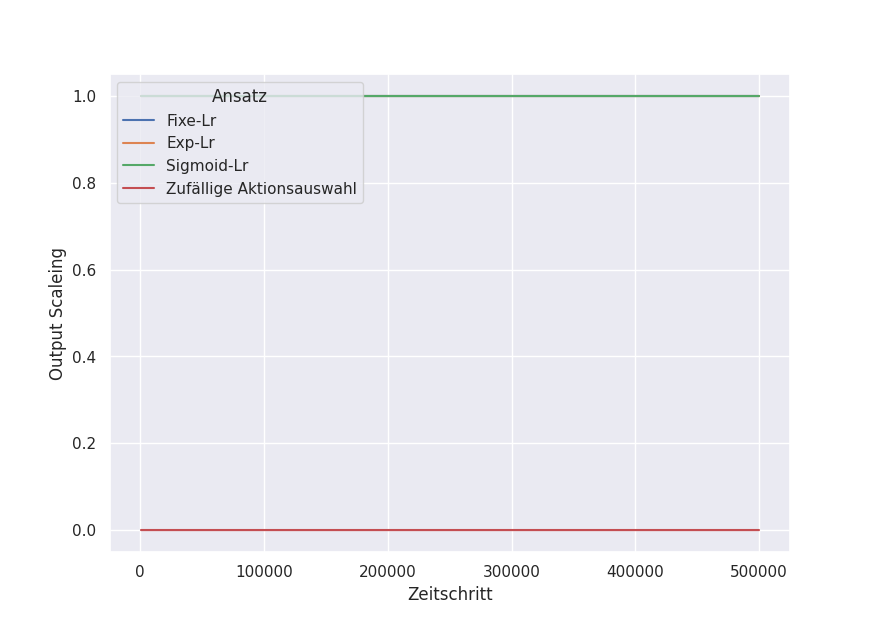 Ansatz
Fixe-Lr
Exp-Lr
Sigmoid-Lr
Zufällige Aktionsauswahl
1.0
0.8
0.6
0.4
0.2
0.0
Output Scaleing
0 100000 200000 300000 400000 500000
Zeitschritt